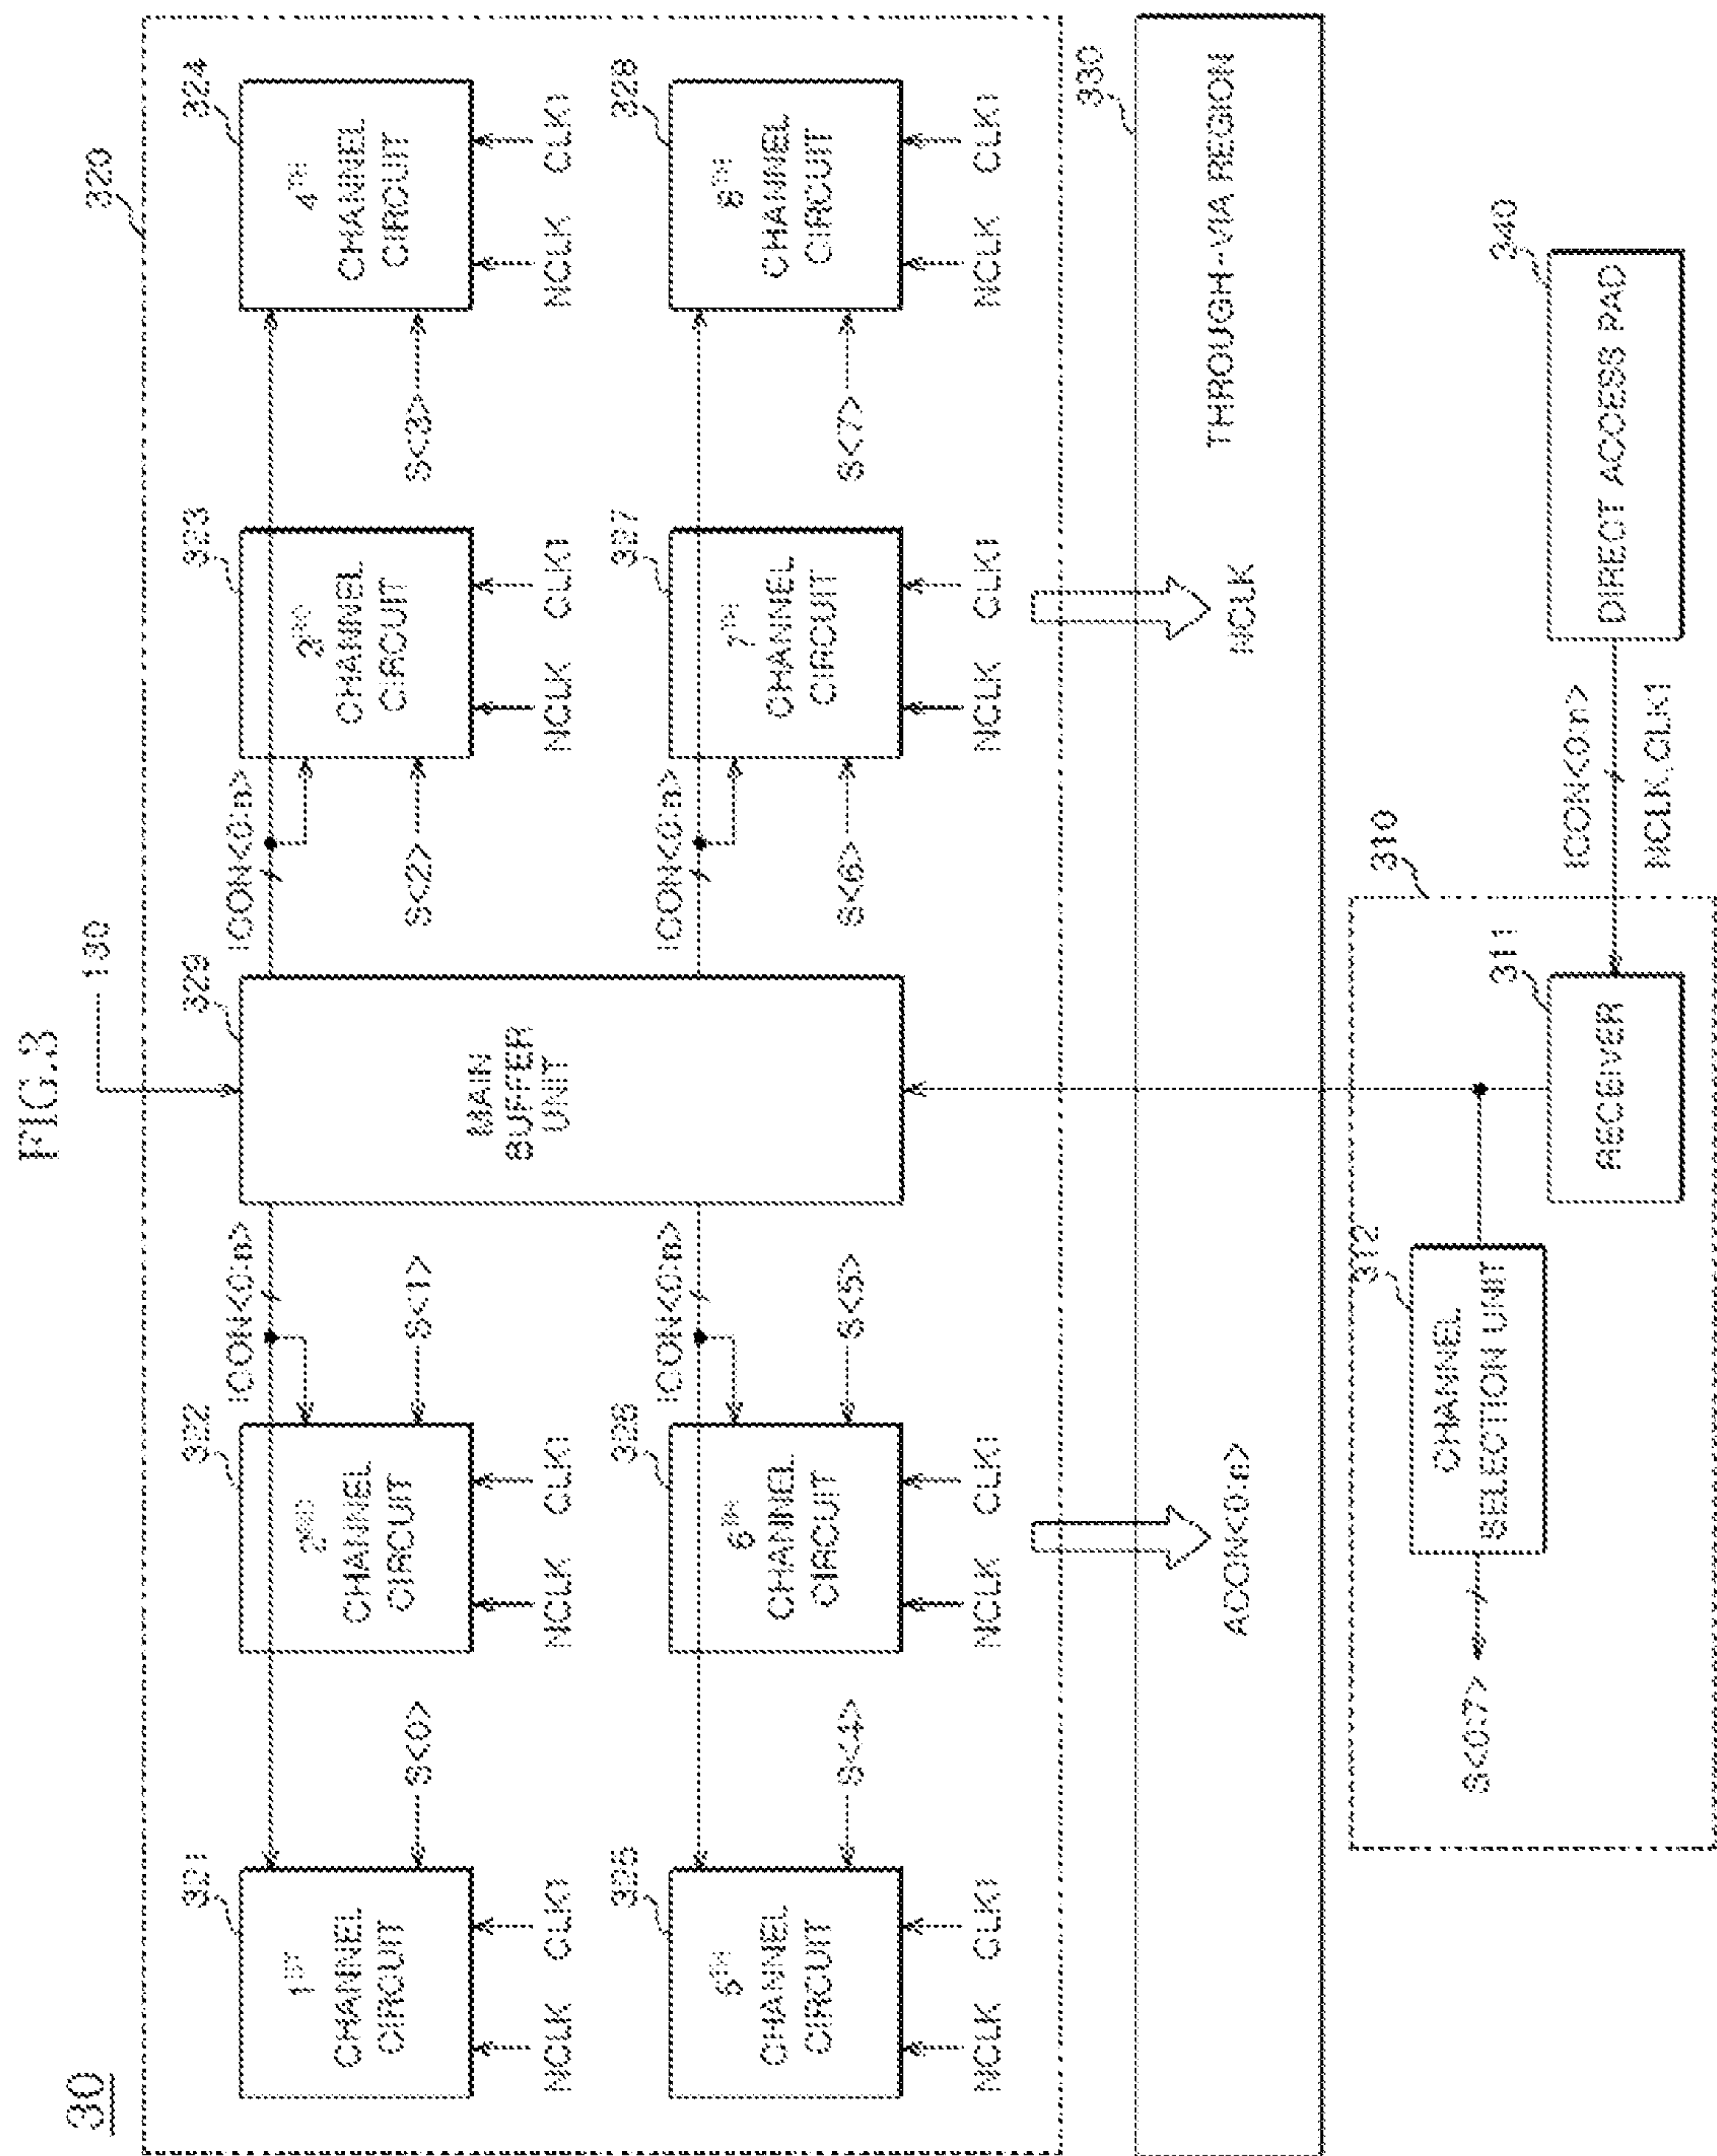 FIG.3
30
130
320
321
1ST
CHANNEL
CIRCUIT
NCLK CLK1
S<0>
322
2ND
CHANNEL
CIRCUIT
NCLK CLK1
ICON<0:n>
S<1>
329
MAIN
BUFFER
UNIT
ICON<0:n>
S<2>
323
3RD
CHANNEL
CIRCUIT
NCLK CLK1
S<3>
324
4TH
CHANNEL
CIRCUIT
NCLK CLK1
325
5TH
CHANNEL
CIRCUIT
NCLK CLK1
S<4>
326
6TH
CHANNEL
CIRCUIT
NCLK CLK1
ICON<0:n>
S<5>
ICON<0:n>
S<6>
327
7TH
CHANNEL
CIRCUIT
NCLK CLK1
S<7>
328
8TH
CHANNEL
CIRCUIT
NCLK CLK1
330
ACON<0:n>
NCLK
THROUGH-VIA REGION
310
S<0:7>
312
CHANNEL
SELECTION UNIT
311
RECEIVER
ICON<0:n>
NCLK,CLK1
340
DIRECT ACCESS PAD